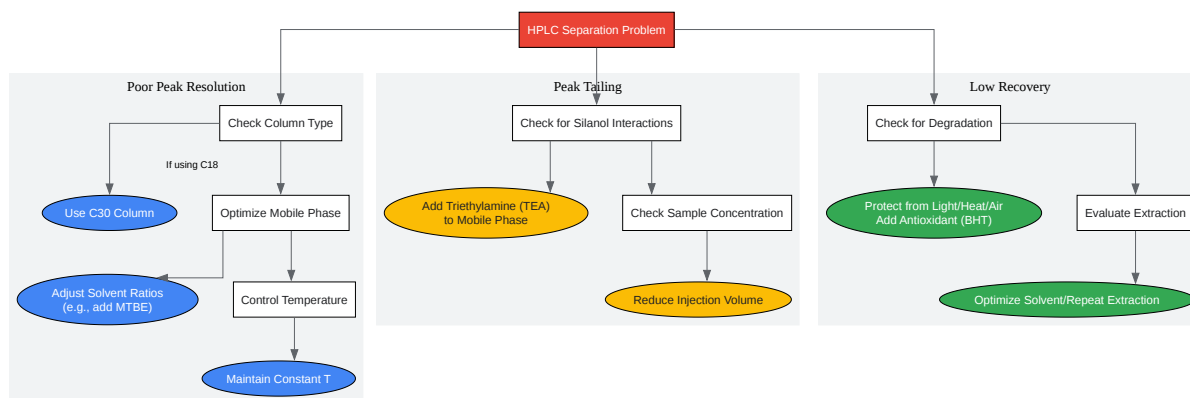 HPLC Separation Problem
Poor Peak Resolution
Check Column Type
If using C18
Use C30 Column
Optimize Mobile Phase
Adjust Solvent Ratios
(e.g., add MTBE)
Control Temperature
Maintain Constant T
Peak Tailing
Check for Silanol Interactions
Add Triethylamine (TEA)
to Mobile Phase
Check Sample Concentration
Reduce Injection Volume
Low Recovery
Check for Degradation
Protect from Light/Heat/Air
Add Antioxidant (BHT)
Evaluate Extraction
Optimize Solvent/Repeat Extraction